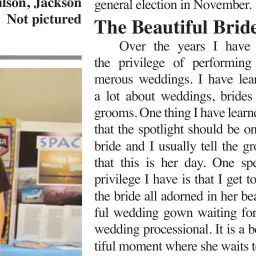 ilson, Jackson
Not pictured
SPAC
general election in November.
The Beautiful Bride
Over the years I have
the privilege of performing
merous weddings. I have lear
a lot about weddings, brides
grooms. One thing I have learne
that the spotlight should be on
bride and I usually tell the gro
that this is her day. One spe
privilege I have is that I get to
the bride all adorned in her bea
ful wedding gown waiting for
wedding processional. It is a be
tiful moment where she waits t